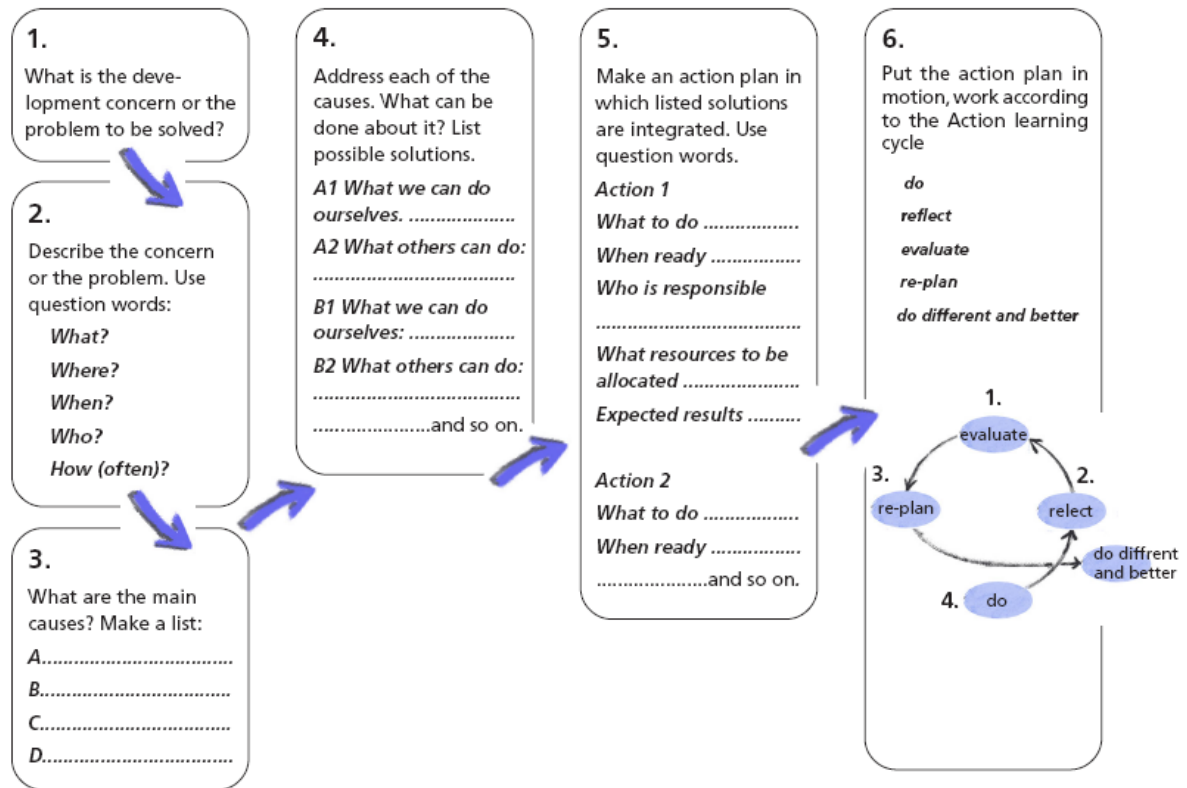 1.
What is the deve-
lopment concern or the
problem to be solved?
2.
Describe the concern
or the problem. Use
question words:
What?
Where?
When?
Who?
How (often)?
3.
What are the main
causes? Make a list:
A....................................
B....................................
C....................................
D....................................
4.
Address each of the
causes. What can be
done about it? List
possible solutions.
A1 What we can do
ourselves. ....................
A2 What others can do:
......................................
B1 What we can do
ourselves: ....................
B2 What others can do:
.......................................
......................and so on.
5.
Make an action plan in
which listed solutions
are integrated. Use
question words.
Action 1
What to do ..................
When ready .................
Who is responsible
.......................................
What resources to be
allocated ......................
Expected results ..........
Action 2
What to do ..................
When ready .................
.....................and so on.
6.
Put the action plan in
motion, work according
to the Action learning
cycle
do
reflect
evaluate
re-plan
do different and better
1.
evaluate
3.
2.
re-plan
relect
do diffrent
and better
4.
do